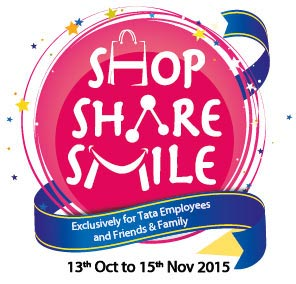 SHOP
SHARE
SMILE
Exclusively for Tata Employees
and Friends & Family
13th Oct to 15th Nov 2015